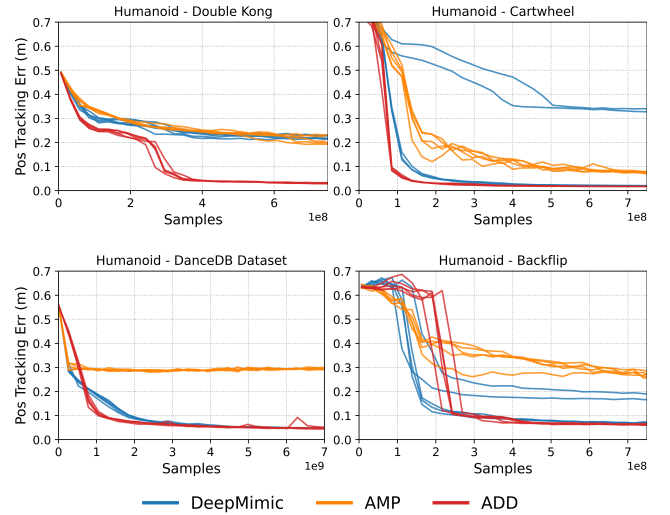 Humanoid - Double Kong
Humanoid - Cartwheel
Pos Tracking Err (m)
0.7
0.6
0.5
0.4
0.3
0.2
0.1
0.0
0 2 4 6
Samples
1e8
0.7
0.6
0.5
0.4
0.3
0.2
0.1
0.0
0 1 2 3 4 5 6 7
Samples
1e8
Humanoid - DanceDB Dataset
Humanoid - Backflip
Pos Tracking Err (m)
0.7
0.6
0.5
0.4
0.3
0.2
0.1
0.0
0 1 2 3 4 5 6 7
Samples
1e9
0.7
0.6
0.5
0.4
0.3
0.2
0.1
0.0
0 1 2 3 4 5 6 7
Samples
1e8
DeepMimic AMP ADD